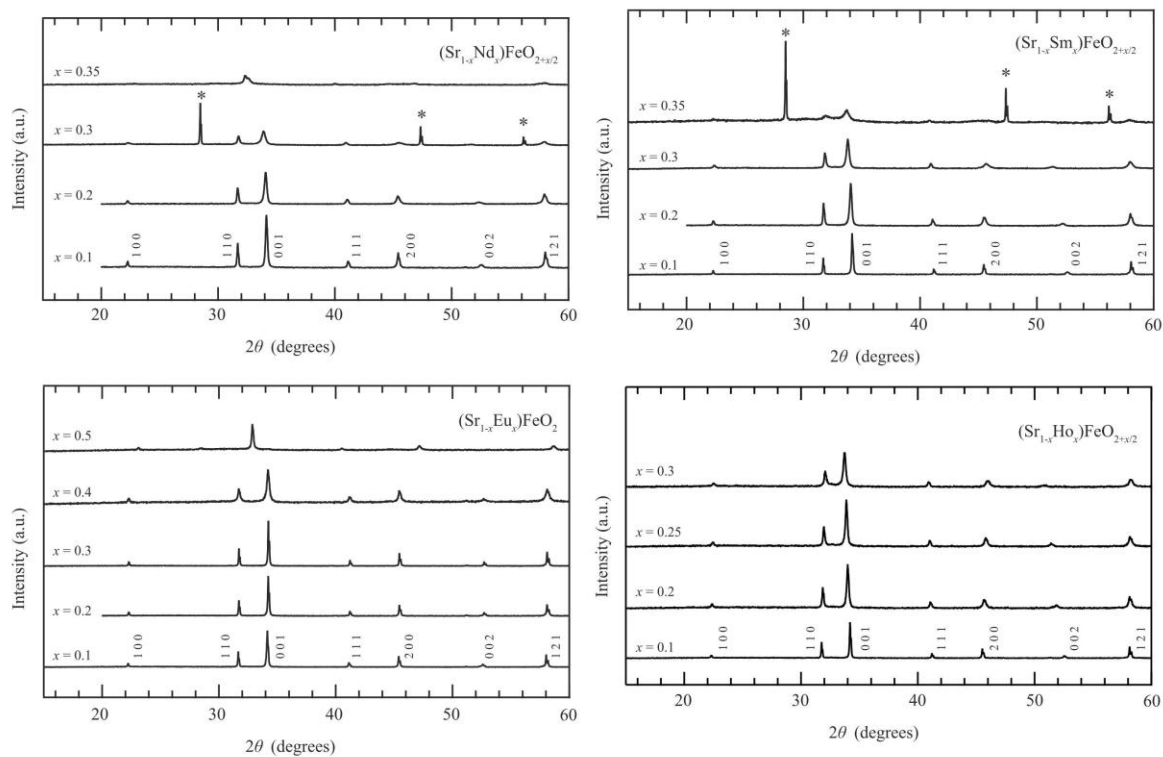 (Sr1-xNdx)FeO2+x/2
x = 0.35
*
x = 0.3
* *
x = 0.2
x = 0.1
1 0 0
1 1 0
0 0 1
1 1 1
2 0 0
0 0 2
1 2 1
Intensity (a.u.)
20 30 40 50 60
2θ (degrees)
(Sr1-xSmx)FeO2+x/2
*
* *
x = 0.35
x = 0.3
x = 0.2
x = 0.1
1 0 0
1 1 0
0 0 1
1 1 1
2 0 0
0 0 2
1 2 1
Intensity (a.u.)
20 30 40 50 60
2θ (degrees)
(Sr1-xEux)FeO2
x = 0.5
x = 0.4
x = 0.3
x = 0.2
x = 0.1
1 0 0
1 1 0
0 0 1
1 1 1
2 0 0
0 0 2
1 2 1
Intensity (a.u.)
20 30 40 50 60
2θ (degrees)
(Sr1-xHox)FeO2+x/2
x = 0.3
x = 0.25
x = 0.2
x = 0.1
1 0 0
1 1 0
0 0 1
1 1 1
2 0 0
0 0 2
1 2 1
Intensity (a.u.)
20 30 40 50 60
2θ (degrees)